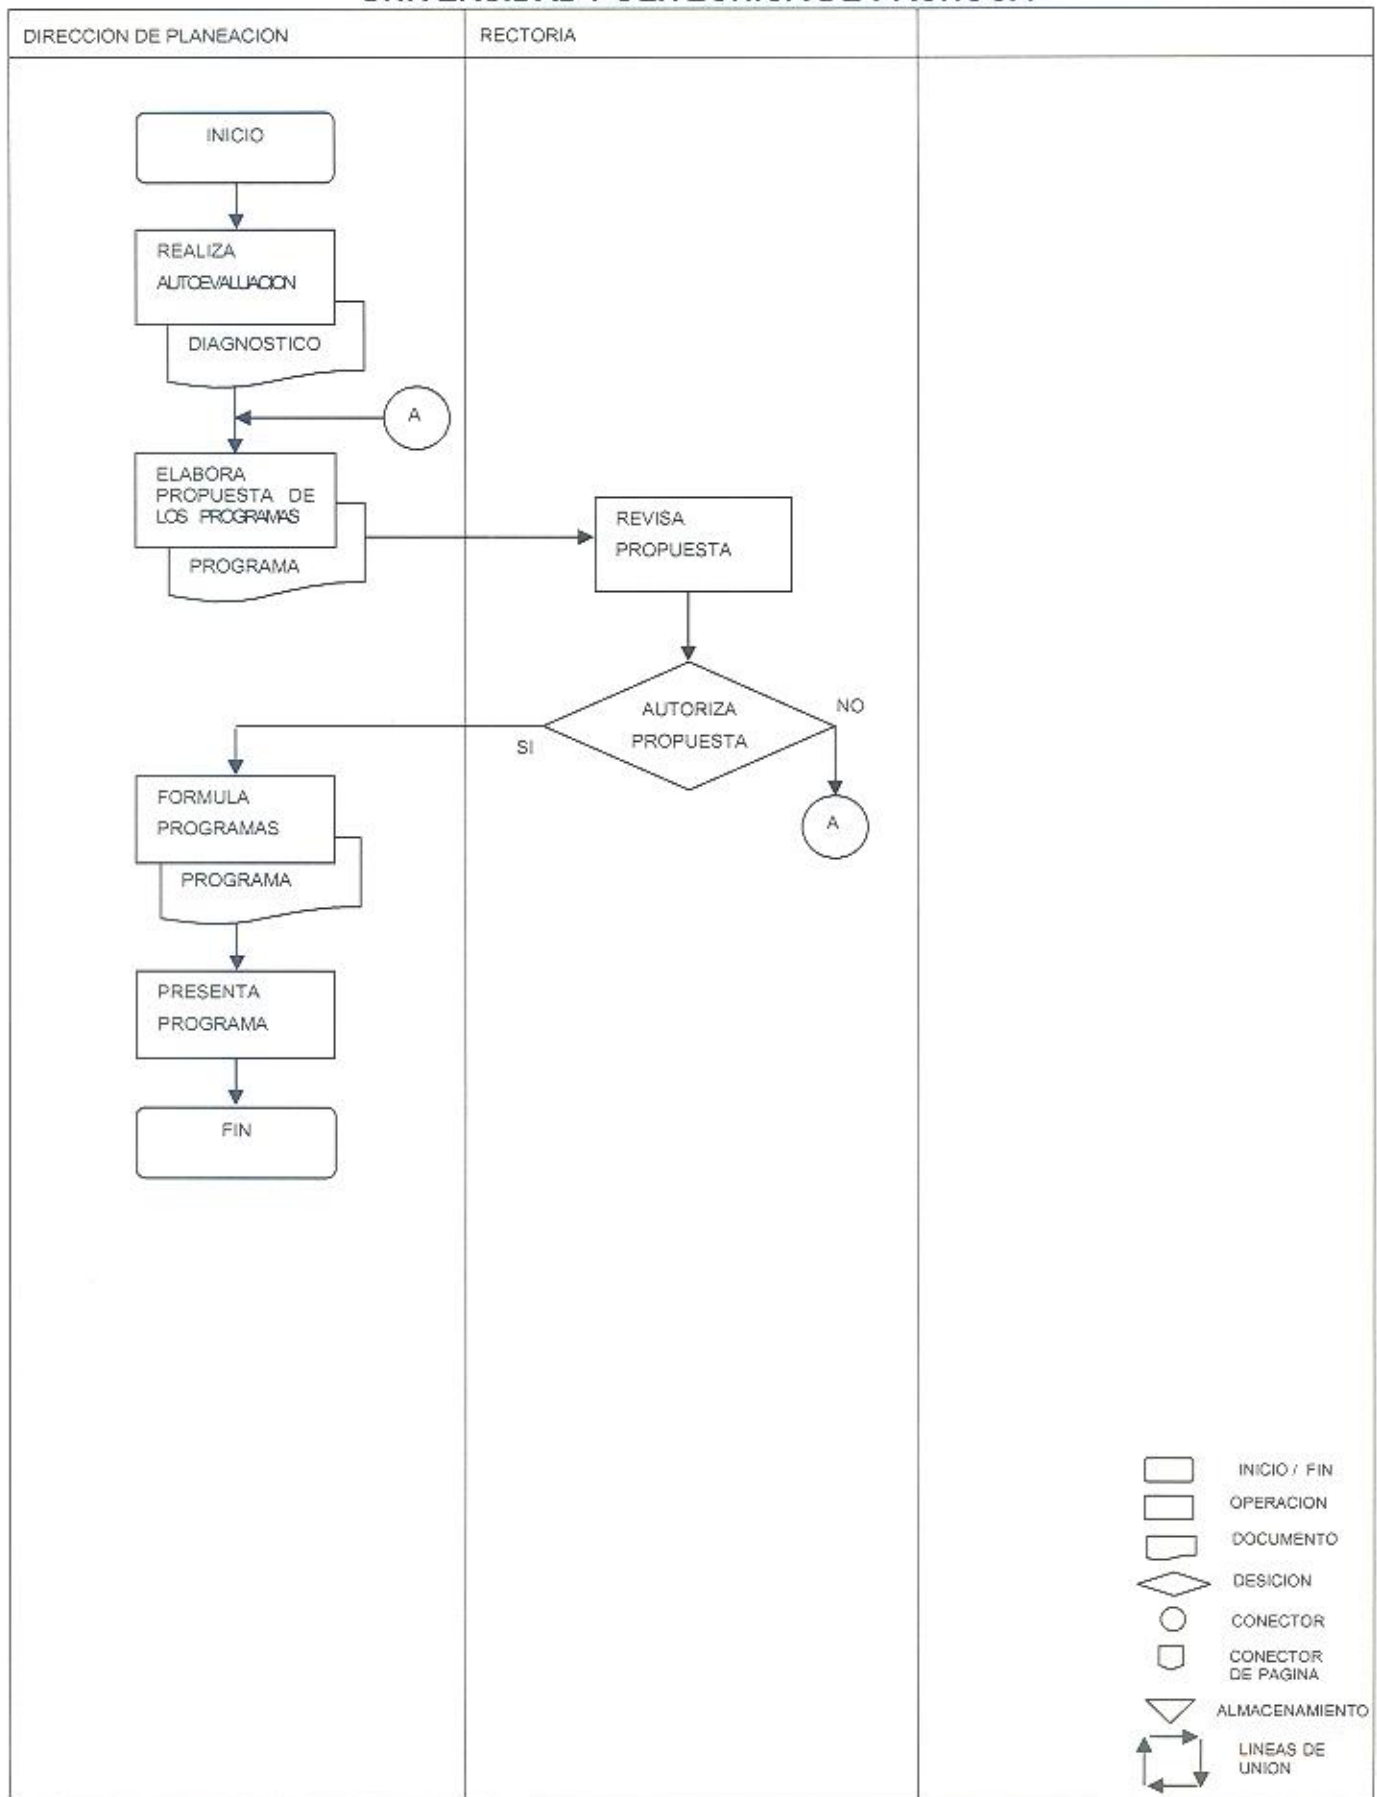 DIRECCION DE PLANEACION
RECTORIA
INICIO
REALIZA
AUTOEVALUACION
DIAGNOSTICO
A
ELABORA
PROPUESTA DE
LOS PROGRAMAS
PROGRAMA
REVISA
PROPUESTA
AUTORIZA
PROPUESTA
NO
SI
A
FORMULA
PROGRAMAS
PROGRAMA
PRESENTA
PROGRAMA
FIN
INICIO / FIN
OPERACION
DOCUMENTO
DESICION
CONECTOR
CONECTOR
DE PAGINA
ALMACENAMIENTO
LINEAS DE
UNION